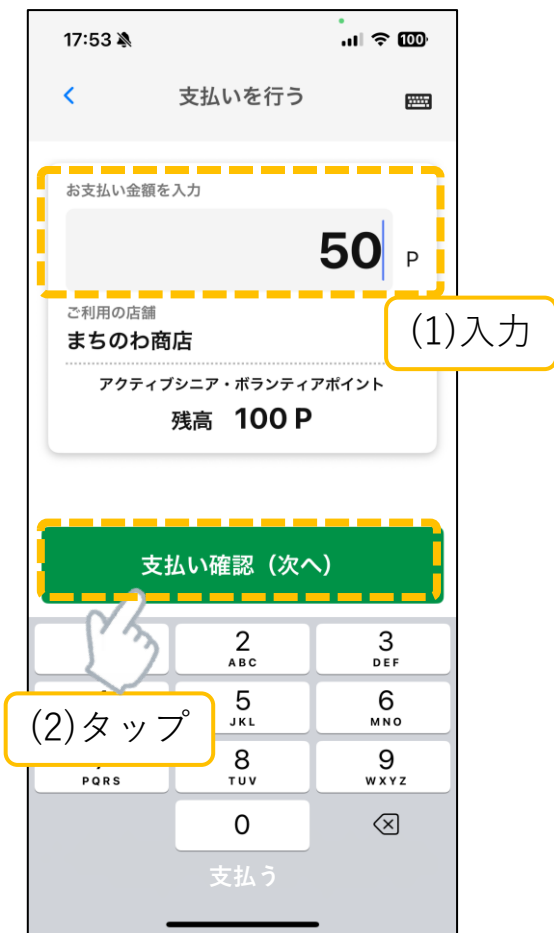 17:53
100
支払いを行う
お支払い金額を入力
50 P
ご利用の店舗
まちのわ商店
(1)入力
アクティブシニア・ボランティアポイント
残高 100 P
支払い確認（次へ）
2 3
ABC DEF
(2)タップ
5 6
JKL MNO
8 9
PQRS TUV WXYZ
0
支払う